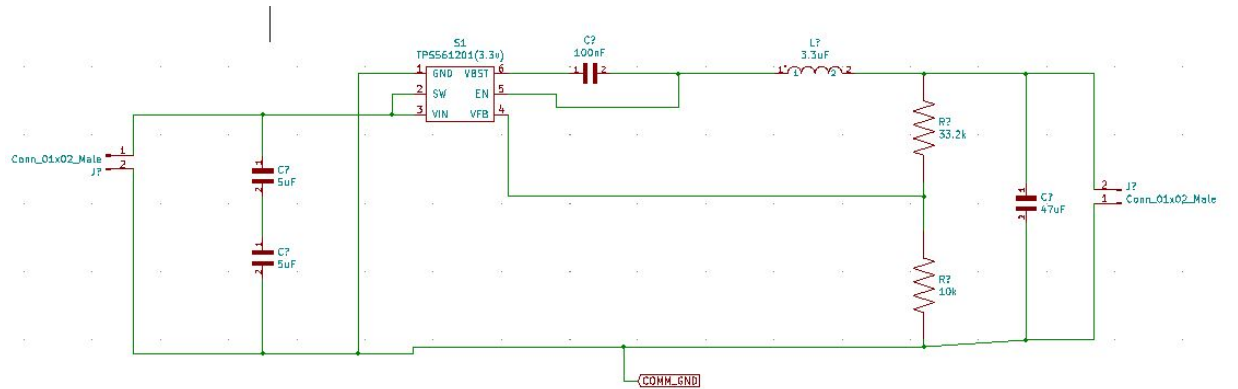 S1
TPS561201(3.3v)
1 GND VBST 6
2 SW EN 5
3 VIN VFB 4
C?
100nF
1 2
L?
3.3uF
1 1 2 2
R?
33.2k
Conn_01x02_Male
J?
1
2
1
C?
5uF
2
1
C?
5uF
2
1
C?
47uF
2
R?
10k
2
1
J?
Conn_01x02_Male
COMM_GND